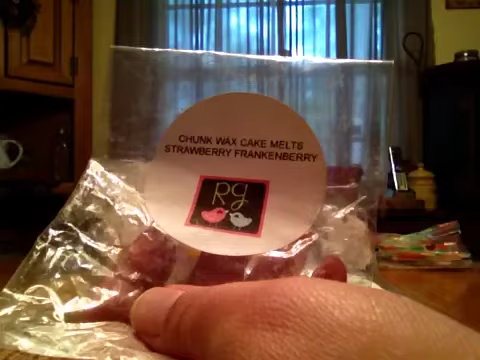 CHUNK WAX CAKE MELTS
STRAWBERRY FRANKENBERRY
RG